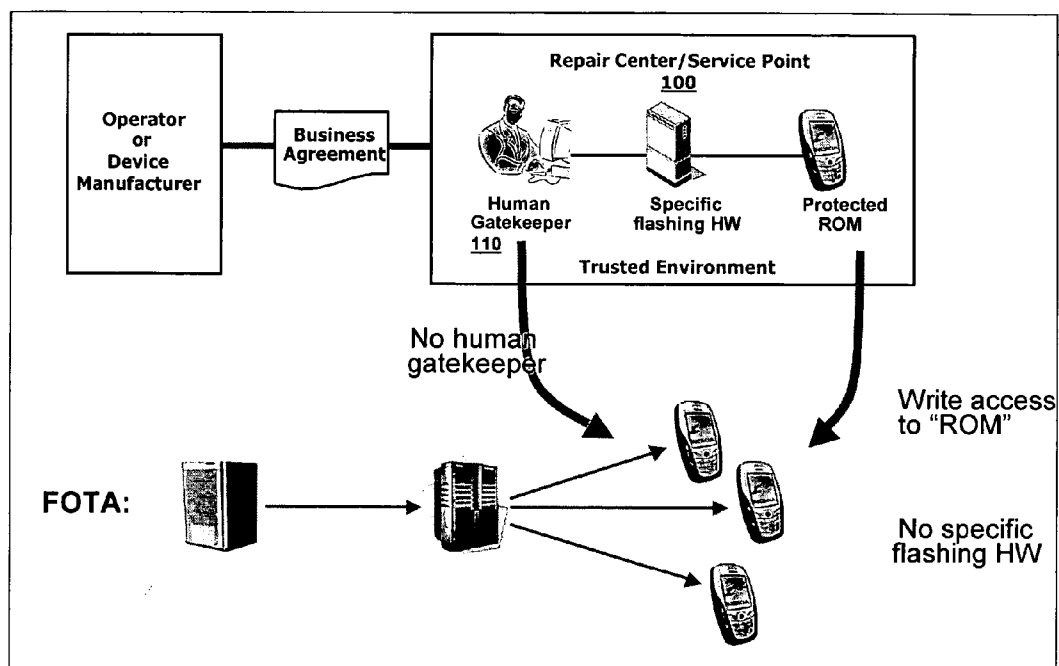 Operator
or
Device
Manufacturer
Business
Agreement
Repair Center/Service Point
100
Human
Gatekeeper
110
Specific
flashing HW
Protected
ROM
Trusted Environment
No human
gatekeeper
Write access
to “ROM”
FOTA:
No specific
flashing HW